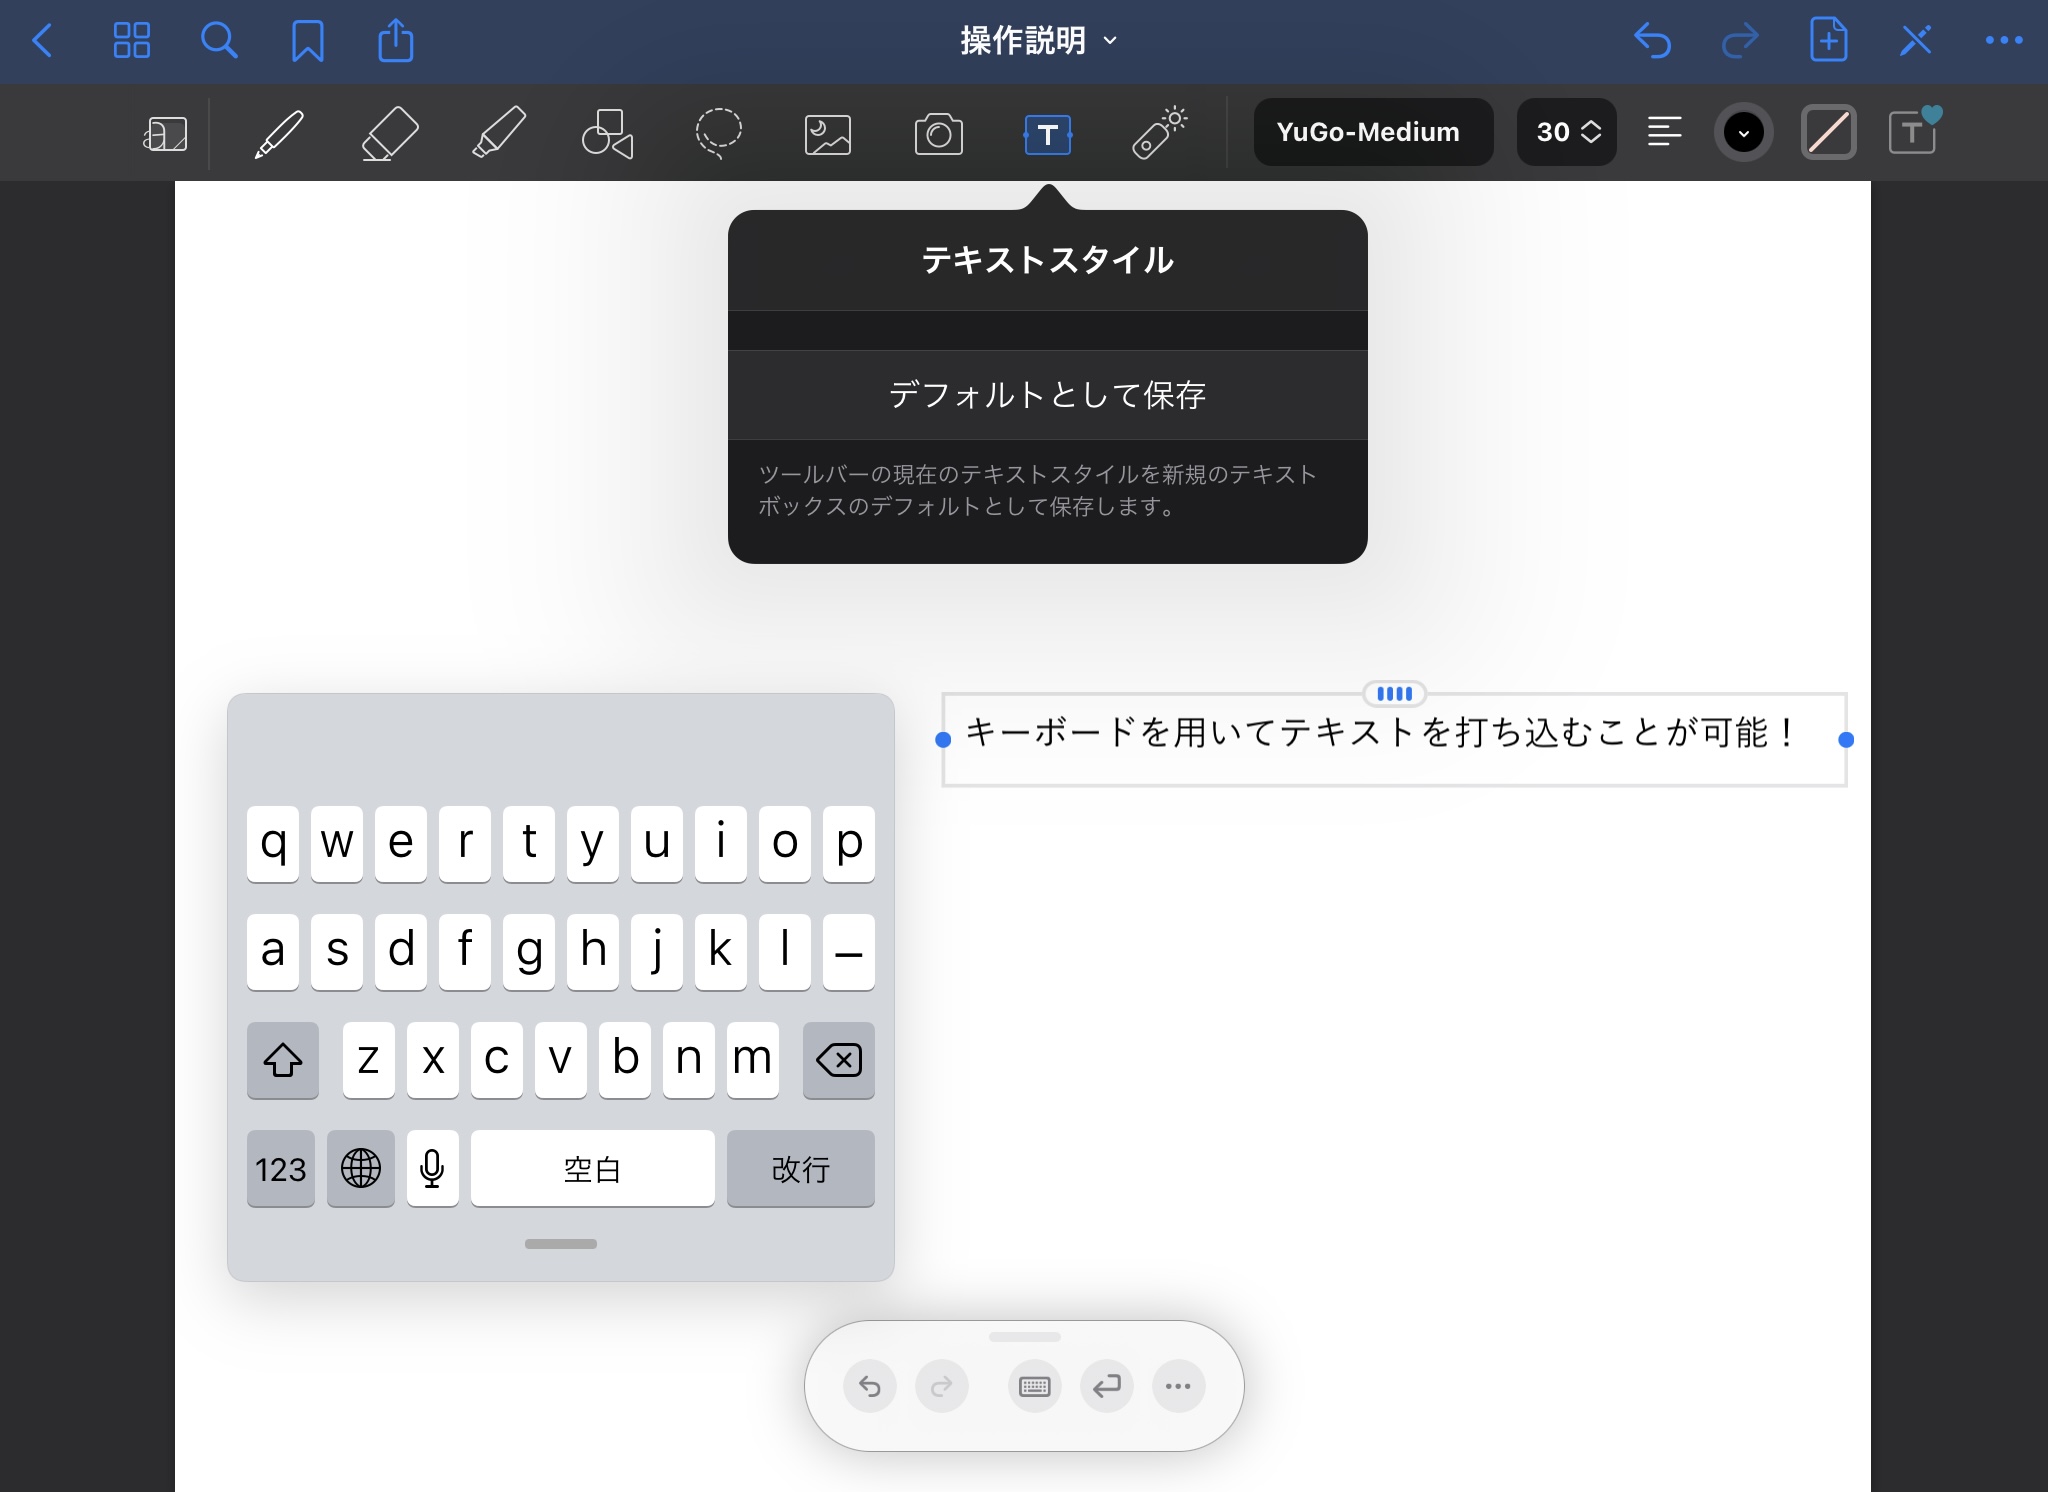 操作説明
YuGo-Medium
30
テキストスタイル
デフォルトとして保存
ツールバーの現在のテキストスタイルを新規のテキスト
ボックスのデフォルトとして保存します。
キーボードを用いてテキストを打ち込むことが可能！
q w e r t y u i o p
a s d f g h j k l ー
z x c v b n m
123 空白 改行